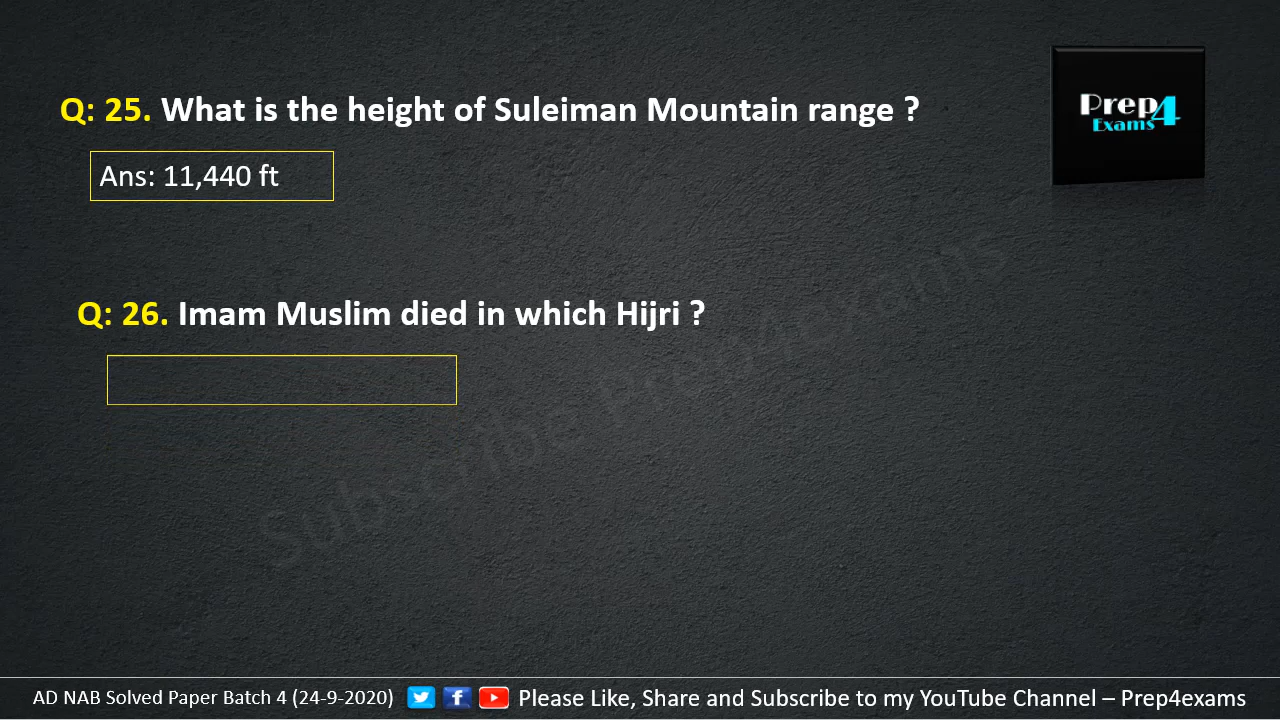 Prep4
Exams
Q: 25. What is the height of Suleiman Mountain range ?
Ans: 11,440 ft
Q: 26. Imam Muslim died in which Hijri ?
Subscribe Prep4exams
AD NAB Solved Paper Batch 4 (24-9-2020) Please Like, Share and Subscribe to my YouTube Channel – Prep4exams